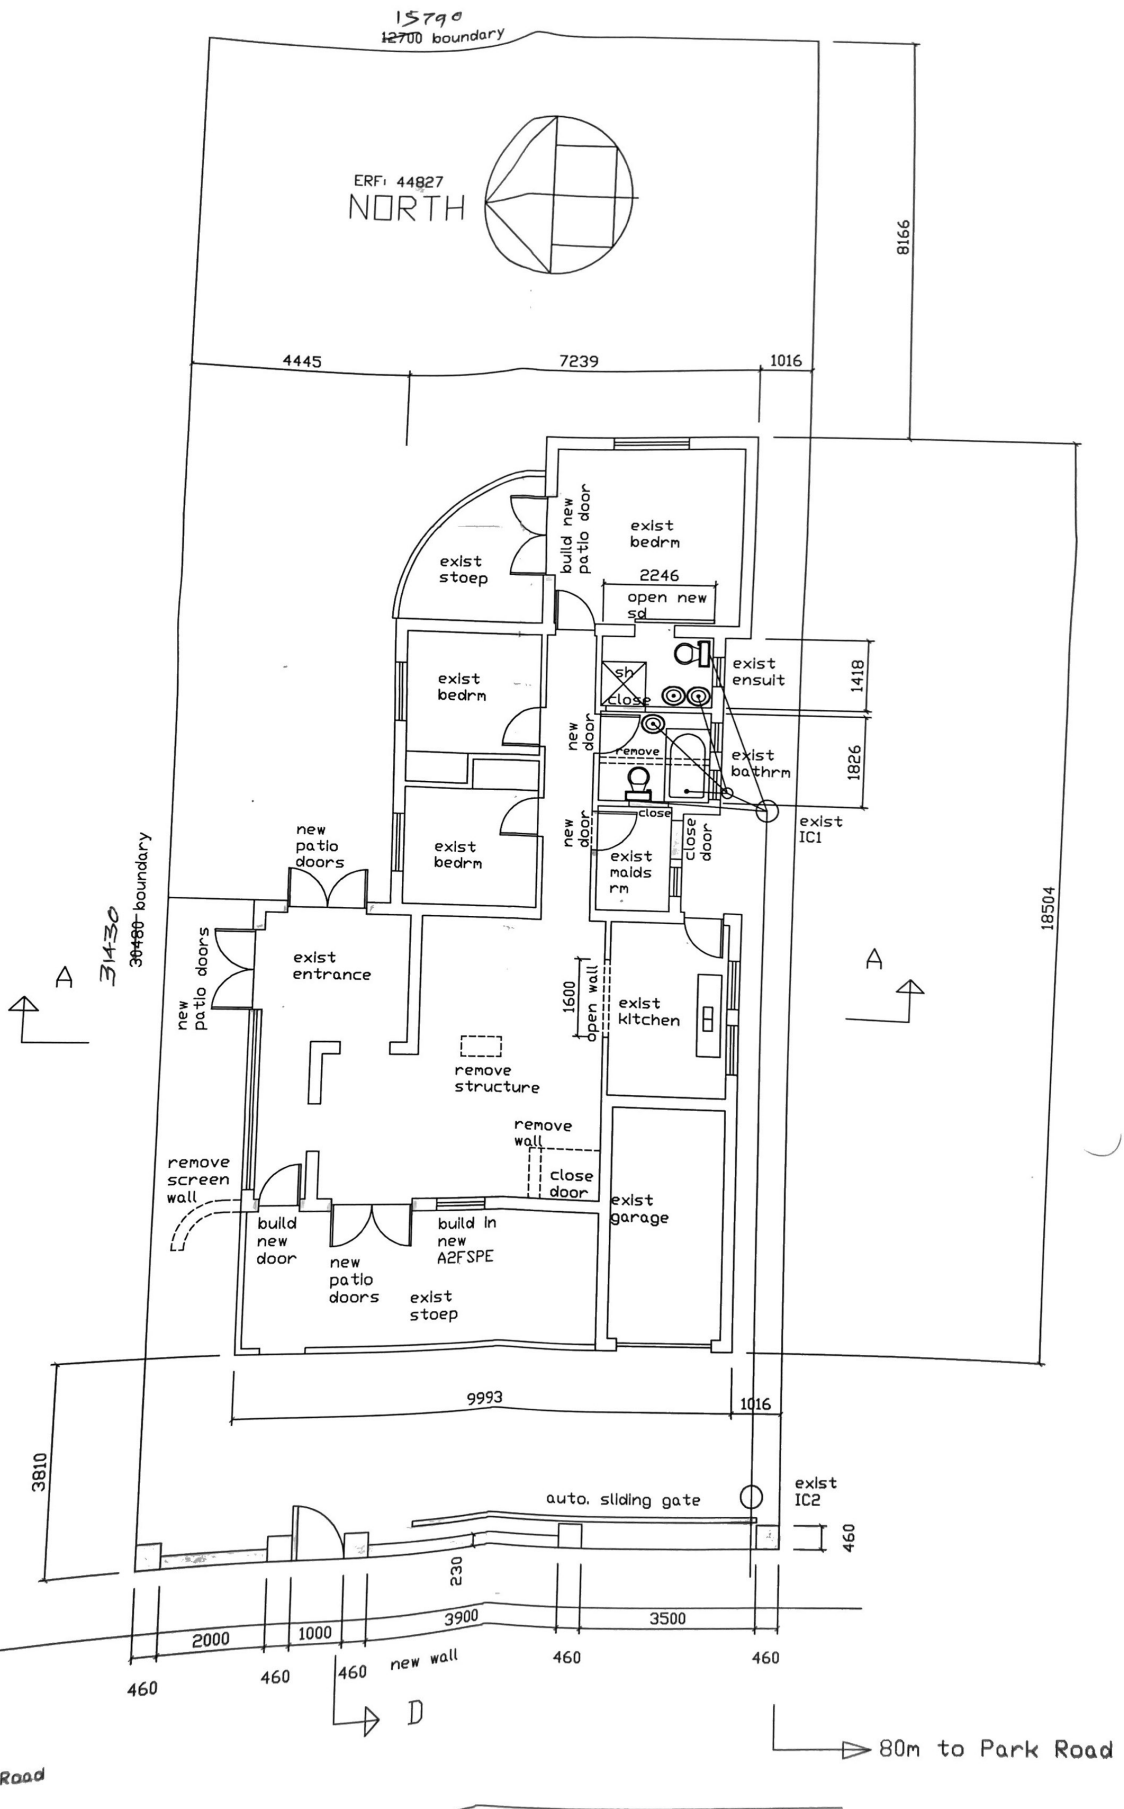 15790
12700 boundary
ERF: 44827
NORTH
8166
4445
7239
1016
build new
patio door
exist
bedrm
exist
stoep
2246
open new
sd
exist
bedrm
sh
close
exist
ensuit
1418
new
door
remove
exist
bathrm
1826
close
new
door
exist
IC1
close
door
new
patio
doors
exist
bedrm
exist
maids
rm
31430
30480 boundary
18504
A
new
patio doors
exist
entrance
1600
open wall
exist
kitchen
A
remove
structure
remove
wall
remove
screen
wall
close
door
exist
garage
build
new
door
build in
new
A2FSPE
new
patio
doors
exist
stoep
9993
1016
3810
auto. sliding gate
exist
IC2
460
230
2000
1000
3900
3500
460
460
460
new wall
460
460
D
80m to Park Road
Road